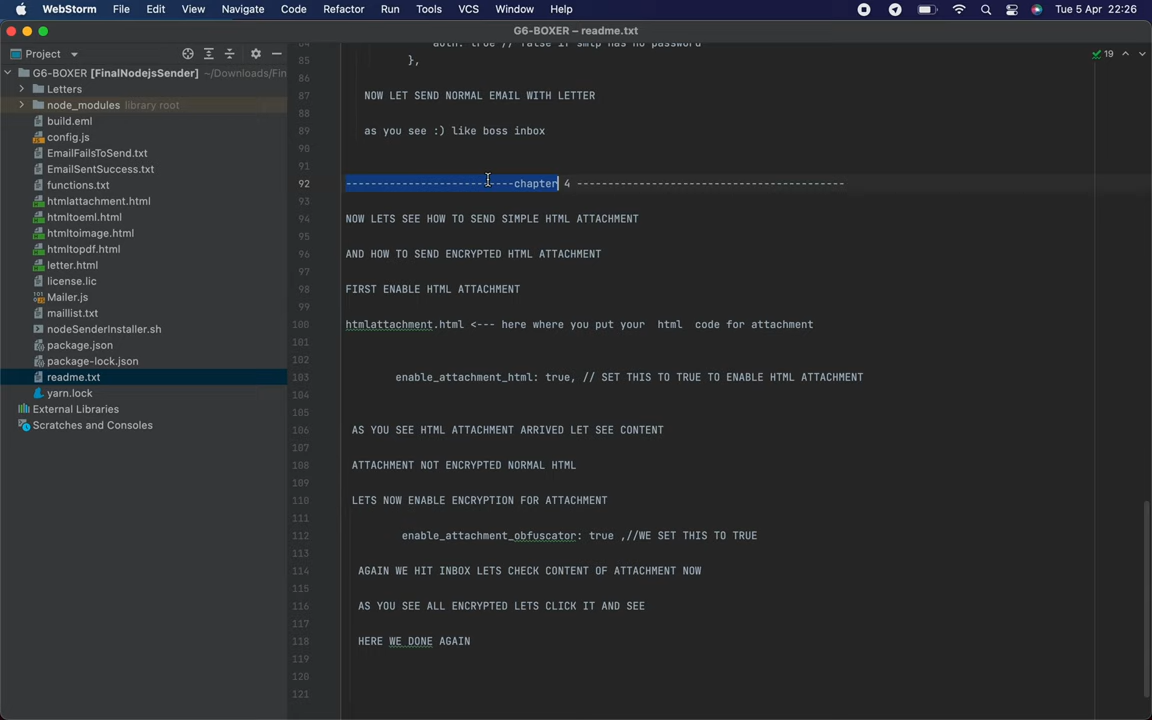 WebStorm File Edit View Navigate Code Refactor Run Tools VCS Window Help Tue 5 Apr 22:26
G6-BOXER – readme.txt
Project
G6-BOXER [FinalNodejsSender] ~/Downloads/Fin
Letters
node_modules library root
build.eml
config.js
EmailFailsToSend.txt
EmailSentSuccess.txt
functions.txt
htmlattachment.html
htmltoeml.html
htmltoimage.html
htmltopdf.html
letter.html
license.lic
Mailer.js
maillist.txt
nodeSenderInstaller.sh
package.json
package-lock.json
readme.txt
yarn.lock
External Libraries
Scratches and Consoles
19
84 auth: true // false if smtp has no password
85 },
86
87 NOW LET SEND NORMAL EMAIL WITH LETTER
88
89 as you see :) like boss inbox
90
91
92 ---------------------------chapter 4 -------------------------------------------
93
94 NOW LETS SEE HOW TO SEND SIMPLE HTML ATTACHMENT
95
96 AND HOW TO SEND ENCRYPTED HTML ATTACHMENT
97
98 FIRST ENABLE HTML ATTACHMENT
99
100 htmlattachment.html <--- here where you put your html code for attachment
101
102
103 enable_attachment_html: true, // SET THIS TO TRUE TO ENABLE HTML ATTACHMENT
104
105
106 AS YOU SEE HTML ATTACHMENT ARRIVED LET SEE CONTENT
107
108 ATTACHMENT NOT ENCRYPTED NORMAL HTML
109
110 LETS NOW ENABLE ENCRYPTION FOR ATTACHMENT
111
112 enable_attachment_obfuscator: true ,//WE SET THIS TO TRUE
113
114 AGAIN WE HIT INBOX LETS CHECK CONTENT OF ATTACHMENT NOW
115
116 AS YOU SEE ALL ENCRYPTED LETS CLICK IT AND SEE
117
118 HERE WE DONE AGAIN
119
120
121